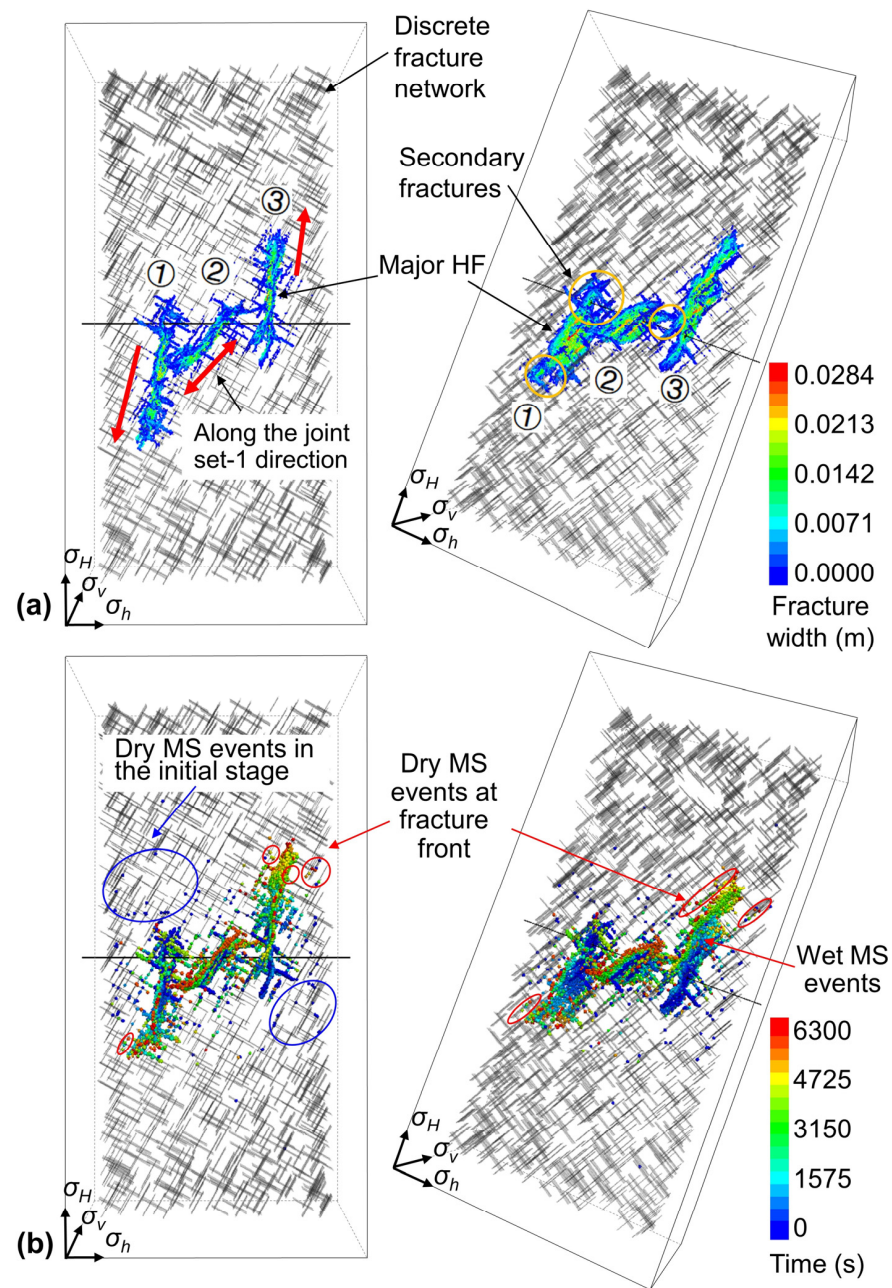 Discrete
fracture
network
Secondary
fractures
③
①
②
Major HF
Along the joint
set-1 direction
①
②
③
0.0284
0.0213
0.0142
0.0071
0.0000
Fracture
width (m)
σH
σv
σh
σH
σv
σh
(a)
Dry MS events in
the initial stage
Dry MS
events at
fracture
front
Wet MS
events
6300
4725
3150
1575
0
Time (s)
σH
σv
σh
σH
σv
σh
(b)